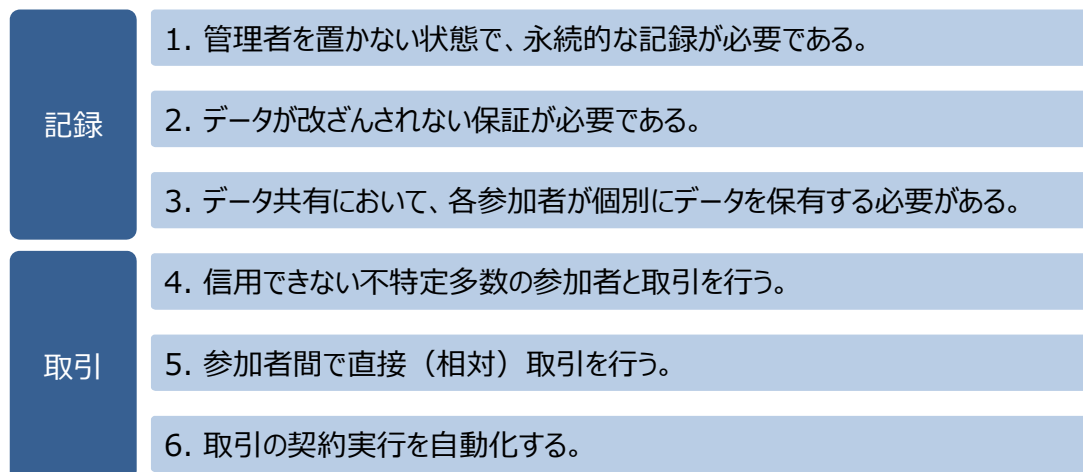 記録
1. 管理者を置かない状態で、永続的な記録が必要である。
2. データが改ざんされない保証が必要である。
3. データ共有において、各参加者が個別にデータを保有する必要がある。
取引
4. 信用できない不特定多数の参加者と取引を行う。
5. 参加者間で直接（相対）取引を行う。
6. 取引の契約実行を自動化する。